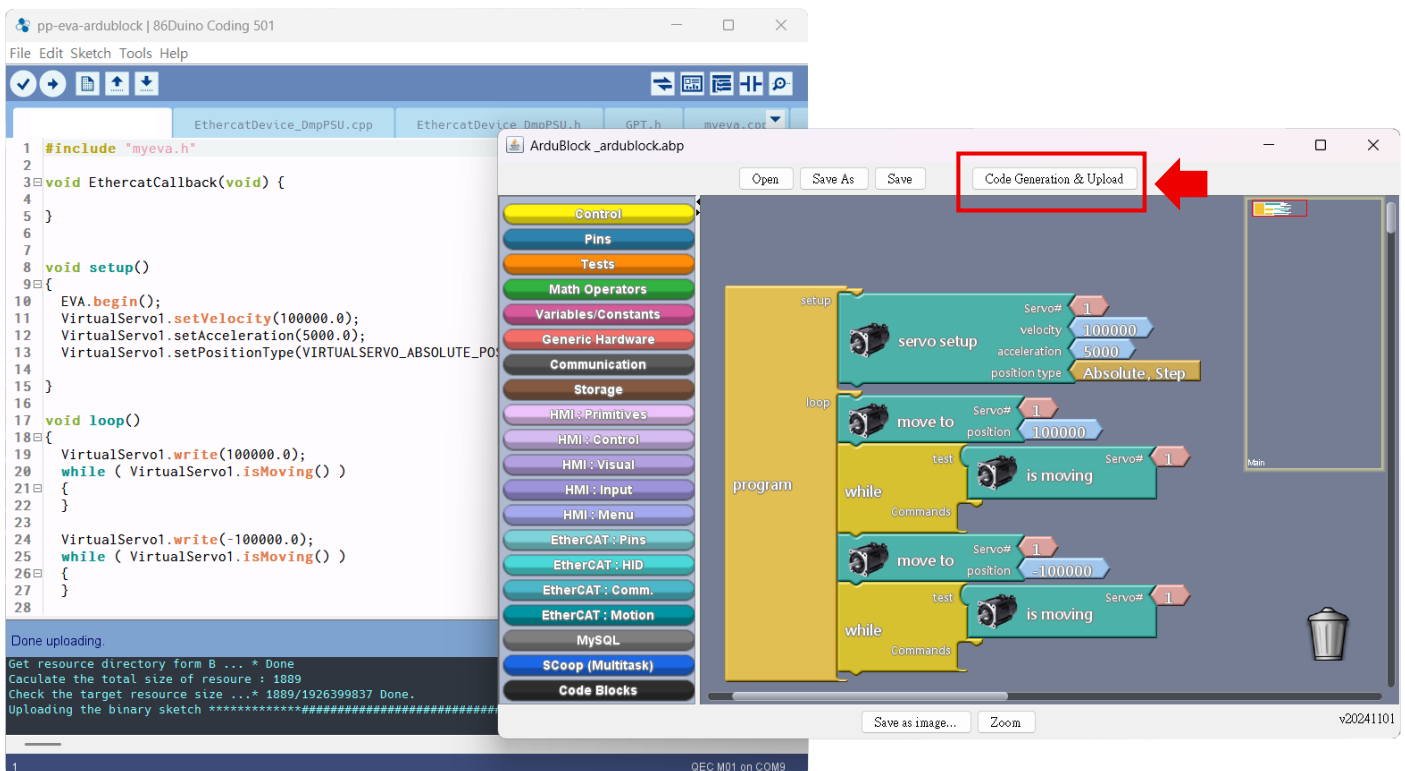 pp-eva-ardublock | 86Duino Coding 501
File Edit Sketch Tools Help
EthercatDevice_DmpPSU.cpp EthercatDevice_DmpPSU.h GPT.h myeva.cpp
1 #include "myeva.h"
2
3 void EthercatCallback(void) {
4
5 }
6
7
8 void setup()
9 {
10 EVA.begin();
11 VirtualServo1.setVelocity(100000.0);
12 VirtualServo1.setAcceleration(5000.0);
13 VirtualServo1.setPositionType(VIRTUALSERVO_ABSOLUTE_POS
14
15 }
16
17 void loop()
18 {
19 VirtualServo1.write(100000.0);
20 while ( VirtualServo1.isMoving() )
21 {
22 }
23
24 VirtualServo1.write(-100000.0);
25 while ( VirtualServo1.isMoving() )
26 {
27 }
28
Done uploading.
Get resource directory form B ... * Done
Caculate the total size of resoure : 1889
Check the target resource size ...* 1889/1926399837 Done.
Uploading the binary sketch *************###########################
1
QEC M01 on COM9
ArduBlock _ardublock.abp
Open Save As Save Code Generation & Upload
Control
Pins
Tests
Math Operators
Variables/Constants
Generic Hardware
Communication
Storage
HMI : Primitives
HMI : Control
HMI : Visual
HMI : Input
HMI : Menu
EtherCAT : Pins
EtherCAT : HID
EtherCAT : Comm.
EtherCAT : Motion
MySQL
SCoop (Multitask)
Code Blocks
program
setup
servo setup
Servo# 1
velocity 100000
acceleration 5000
position type Absolute, Step
loop
move to
Servo# 1
position 100000
while
test
is moving
Servo# 1
Commands
move to
Servo# 1
position -100000
while
test
is moving
Servo# 1
Commands
Main
Save as image... Zoom
v20241101